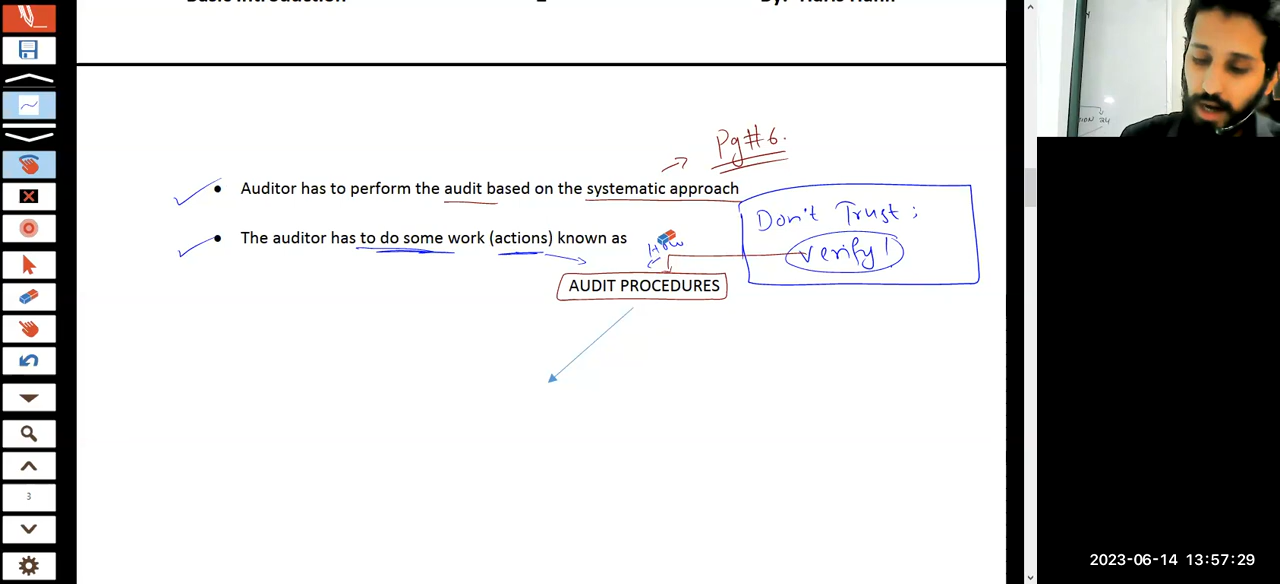 Pg#6.
Auditor has to perform the audit based on the systematic approach
Don't Trust;
verify!
The auditor has to do some work (actions) known as
How
AUDIT PROCEDURES
3
2023-06-14 13:57:29